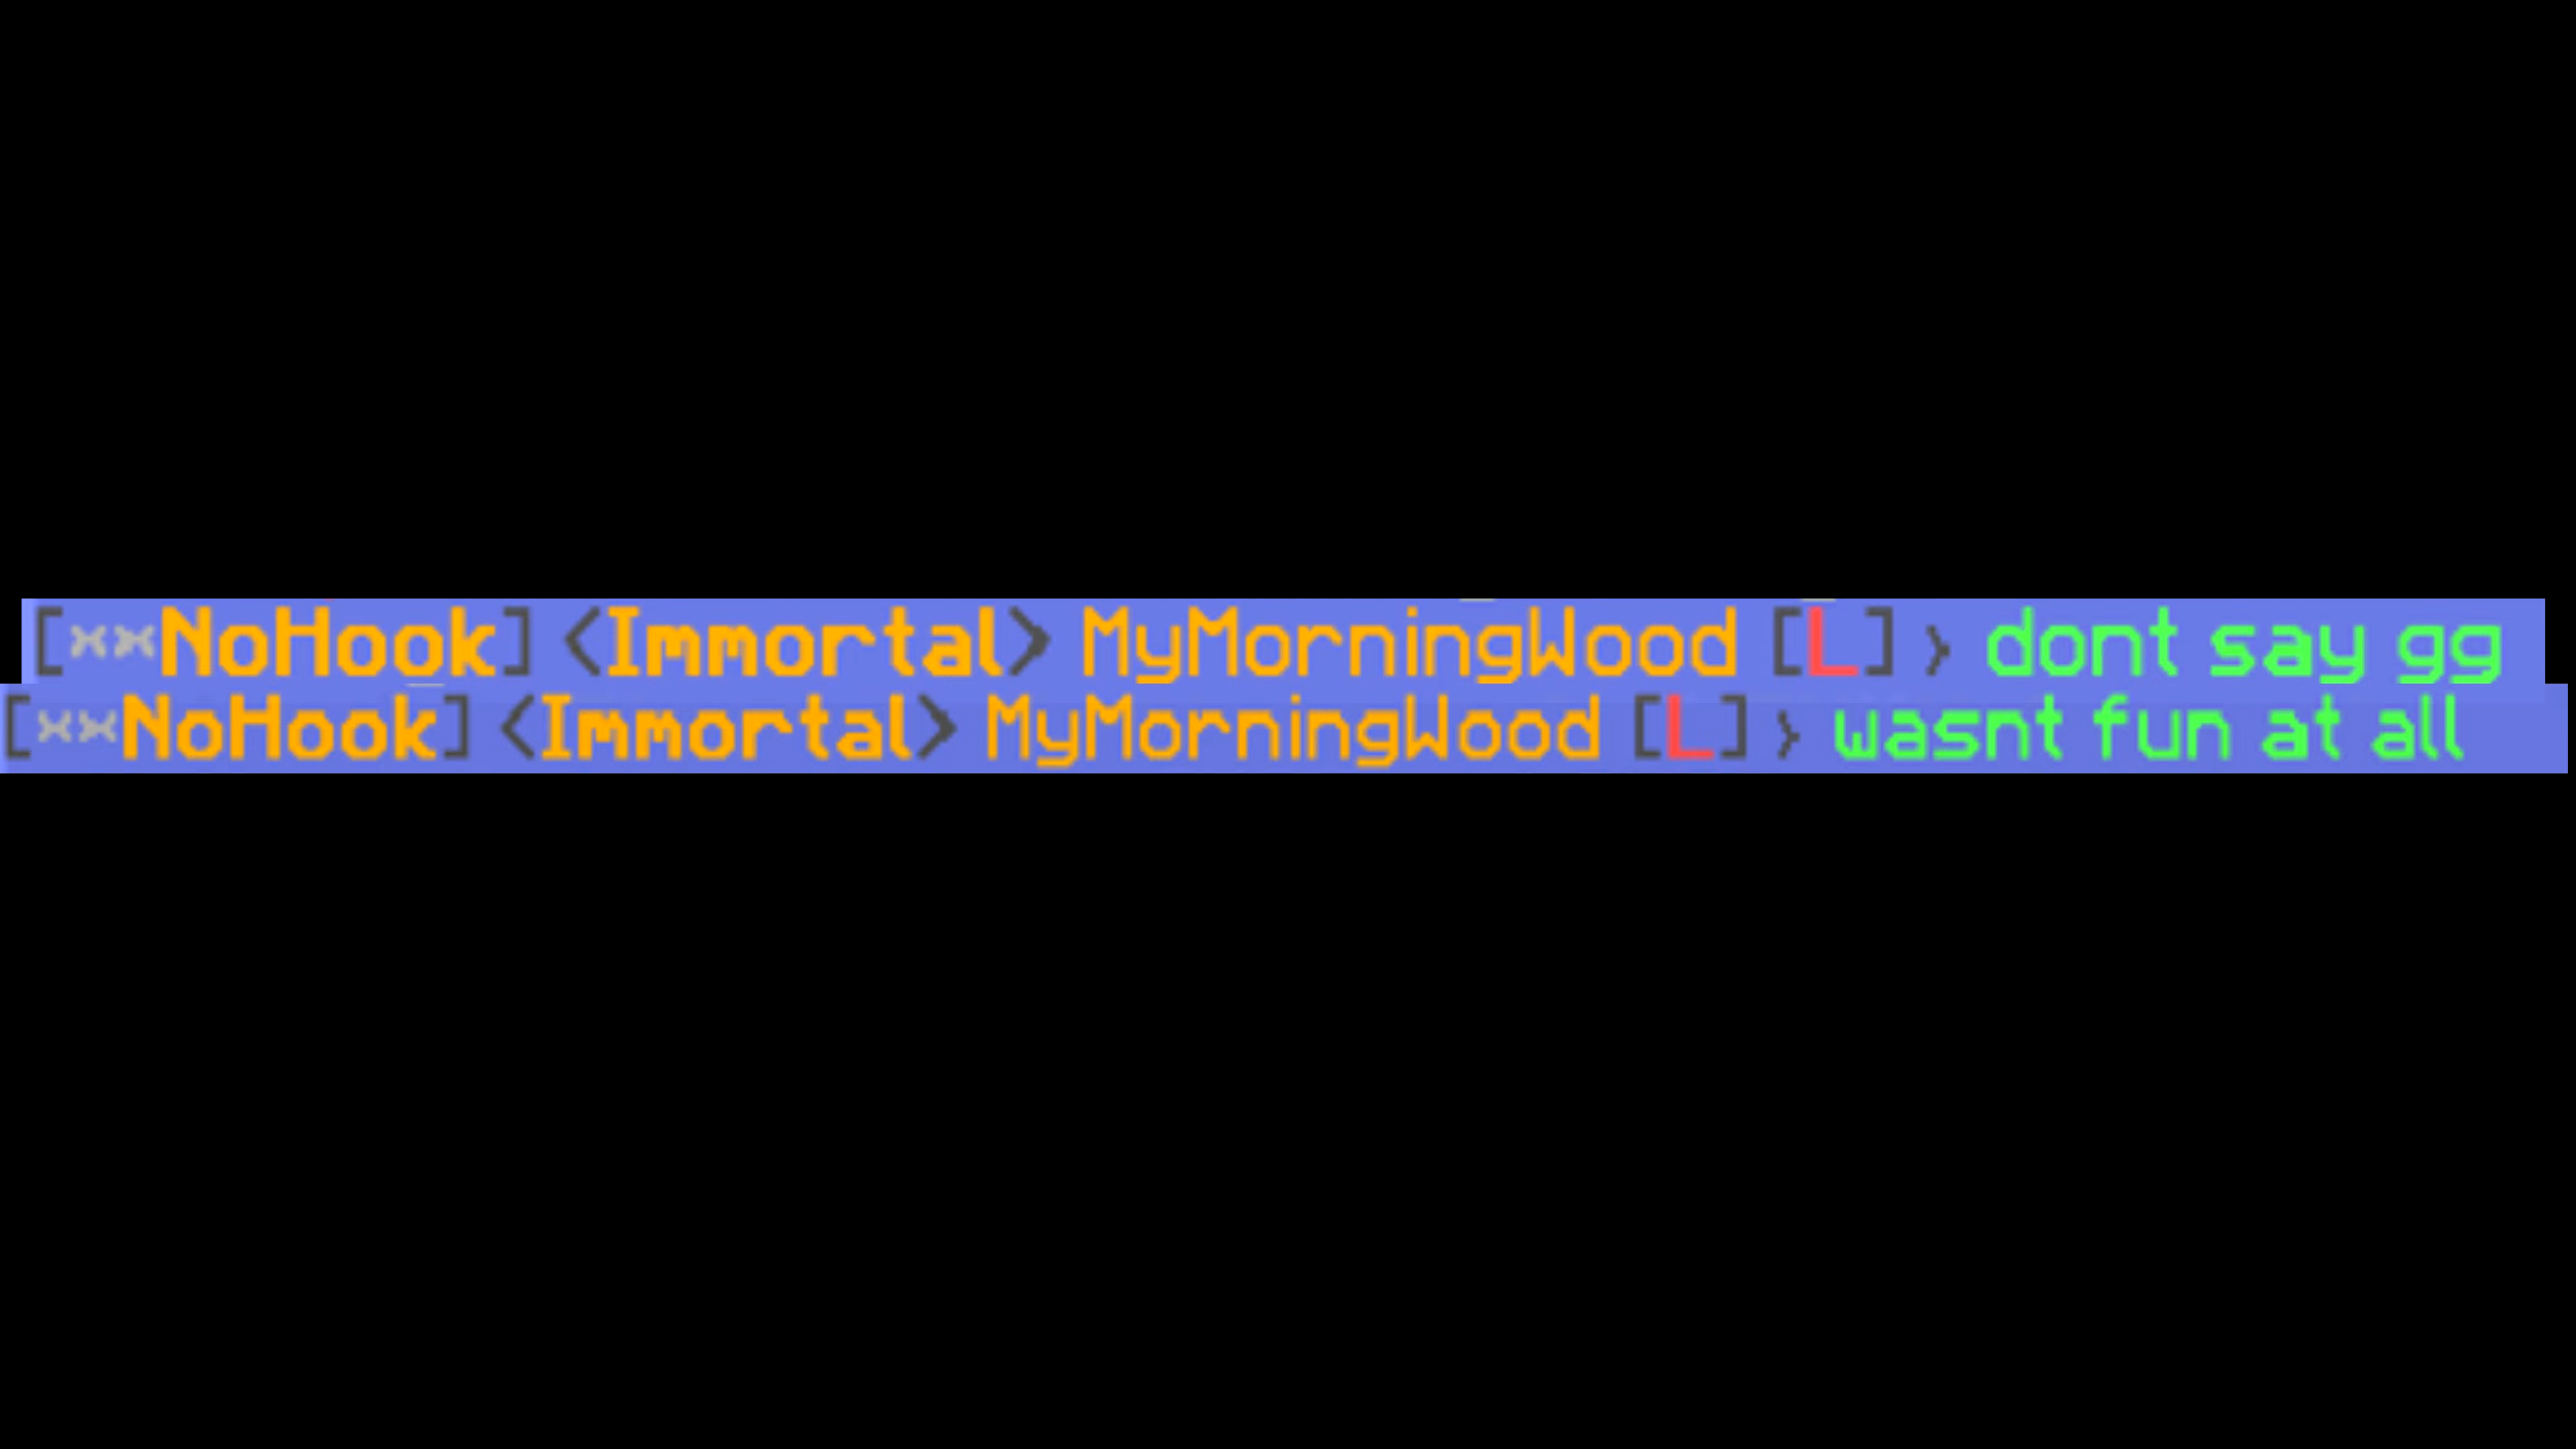 [**NoHook] <Immortal> MyMorningWood [L] } dont say gg
[**NoHook] <Immortal> MyMorningWood [L] } wasnt fun at all